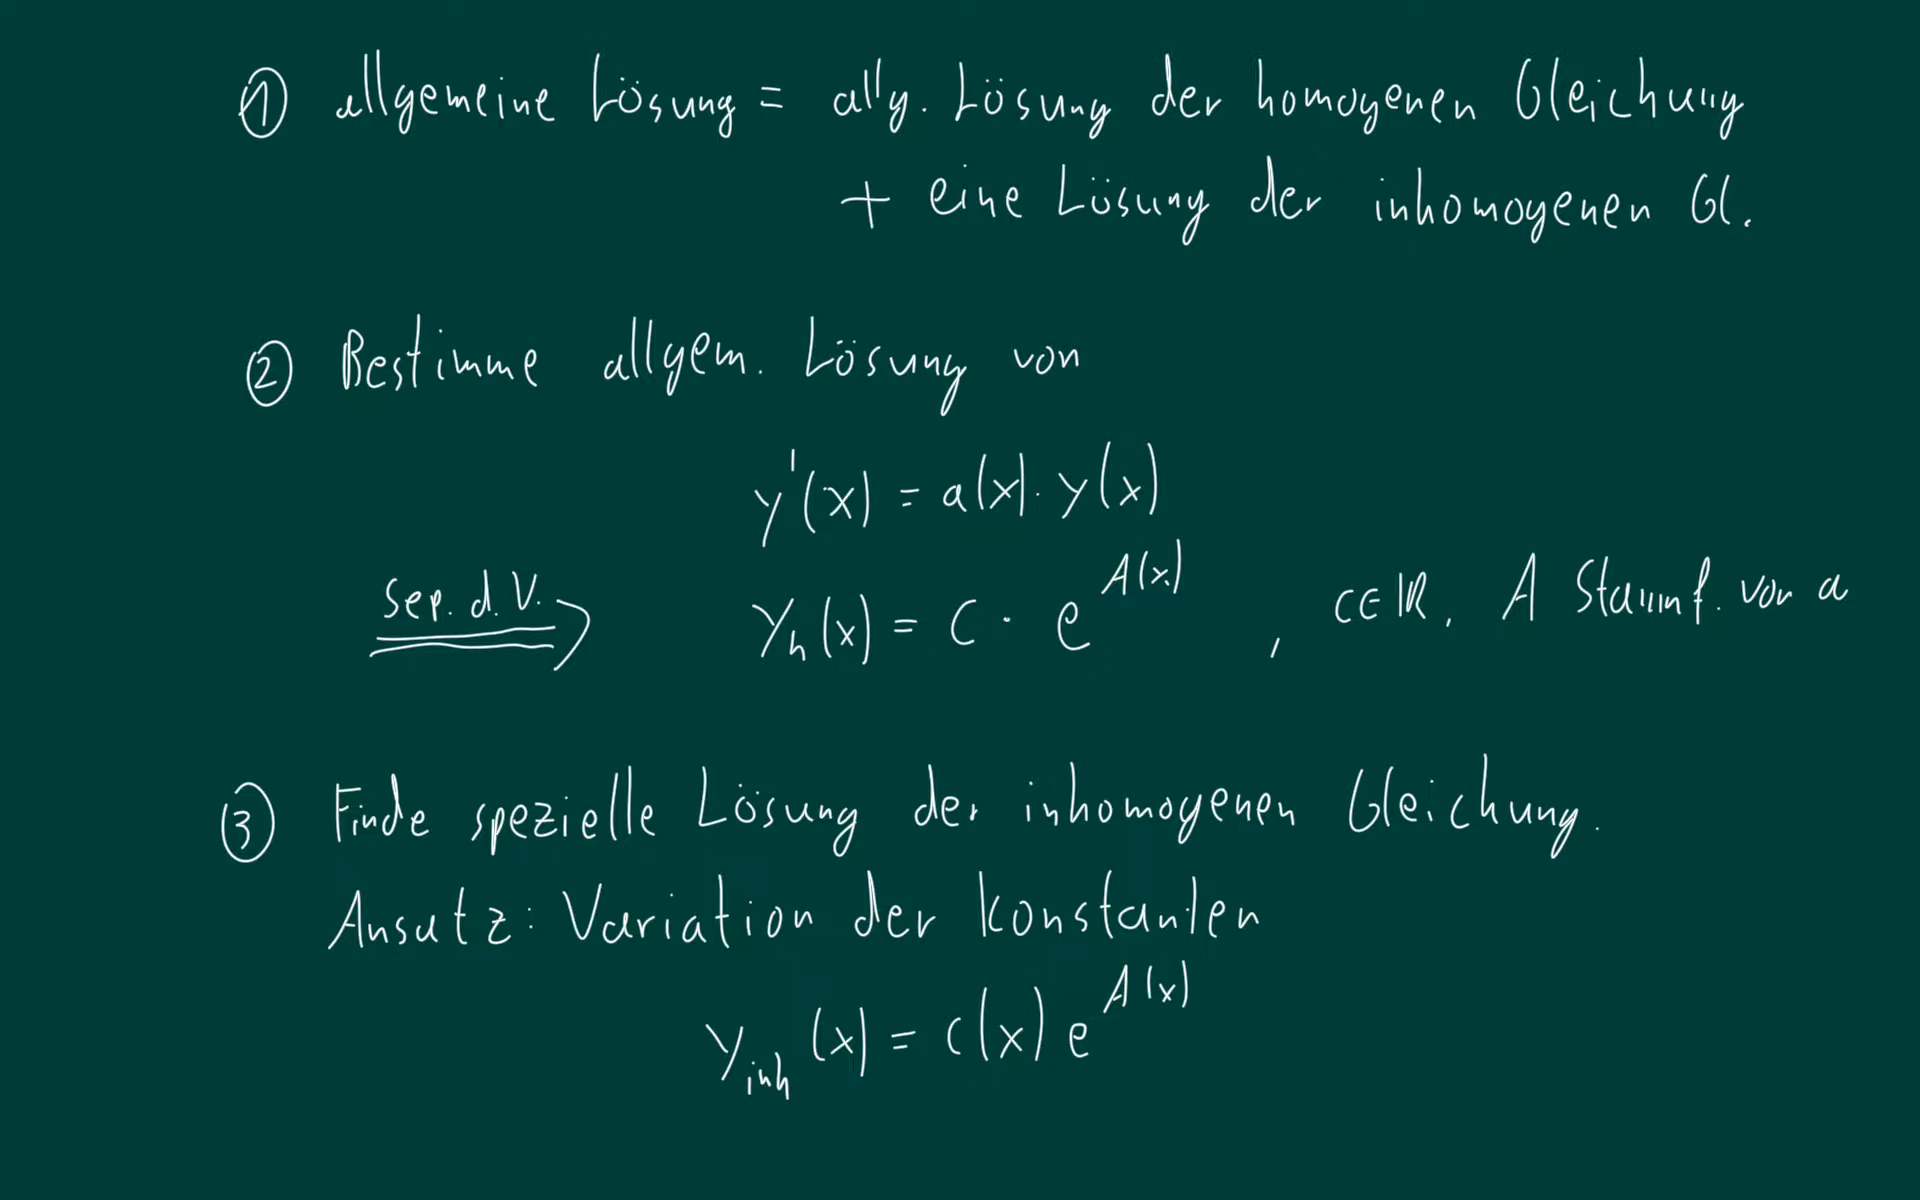 ① allgemeine Lösung = allg. Lösung der homogenen Gleichung
+ eine Lösung der inhomogenen Gl.
② Bestimme allgem. Lösung von
y'(x) = a(x) · y(x)
Sep. d. V. ⇒ y_h(x) = C · e^{A(x)} , C∈ℝ, A Stammf. von a
③ Finde spezielle Lösung der inhomogenen Gleichung.
Ansatz: Variation der Konstanten
y_inh(x) = C(x) e^{A(x)}